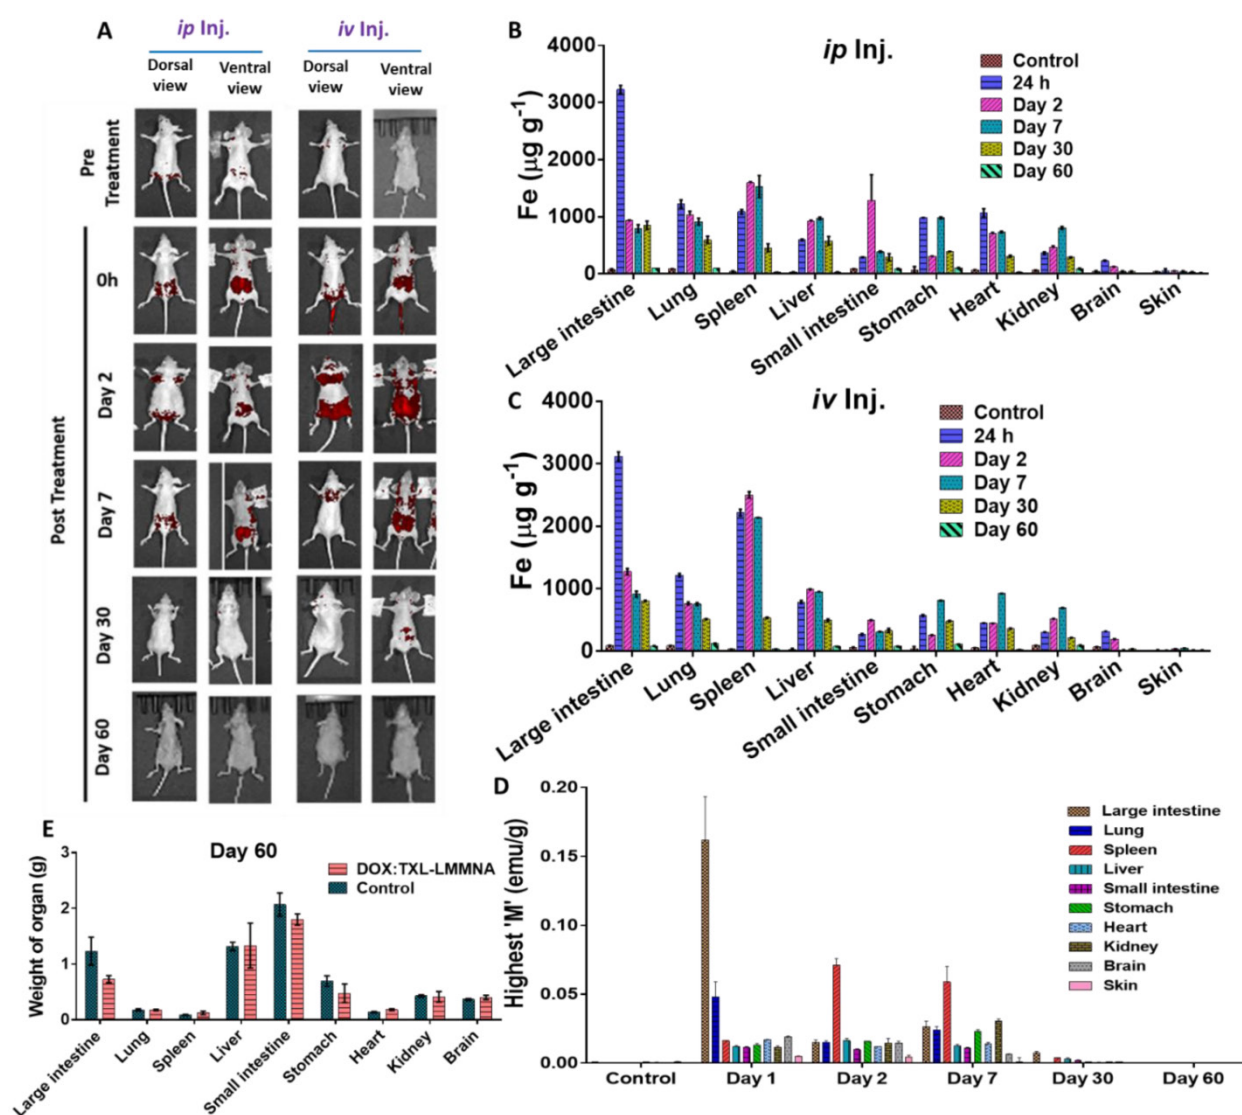 A
ip Inj.
iv Inj.
Dorsal view
Ventral view
Dorsal view
Ventral view
Pre Treatment
Post Treatment
0h
Day 2
Day 7
Day 30
Day 60
B
ip Inj.
Fe (µg g⁻¹)
4000
3000
2000
1000
0
Control
24 h
Day 2
Day 7
Day 30
Day 60
Large intestine
Lung
Spleen
Liver
Small intestine
Stomach
Heart
Kidney
Brain
Skin
C
iv Inj.
Fe (µg g⁻¹)
4000
3000
2000
1000
0
Control
24 h
Day 2
Day 7
Day 30
Day 60
Large intestine
Lung
Spleen
Liver
Small intestine
Stomach
Heart
Kidney
Brain
Skin
D
Highest 'M' (emu/g)
0.20
0.15
0.10
0.05
0.00
Large intestine
Lung
Spleen
Liver
Small intestine
Stomach
Heart
Kidney
Brain
Skin
Control
Day 1
Day 2
Day 7
Day 30
Day 60
E
Day 60
Weight of organ (g)
3
2
1
0
DOX:TXL-LMMNA
Control
Large intestine
Lung
Spleen
Liver
Small intestine
Stomach
Heart
Kidney
Brain